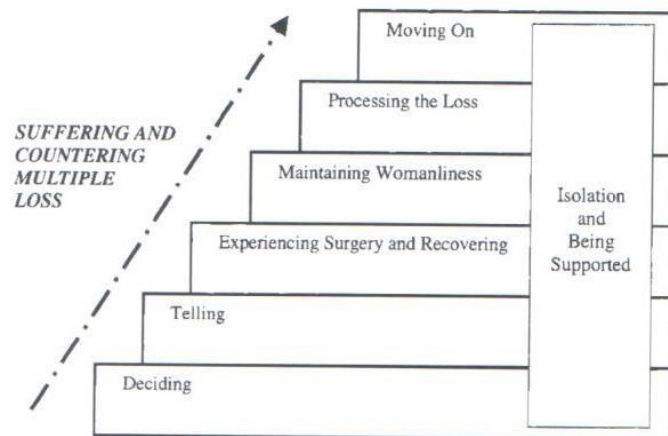 Moving On
Processing the Loss
SUFFERING AND
COUNTERING
MULTIPLE
LOSS
Maintaining Womanliness
Isolation
and
Being
Supported
Experiencing Surgery and Recovering
Telling
Deciding